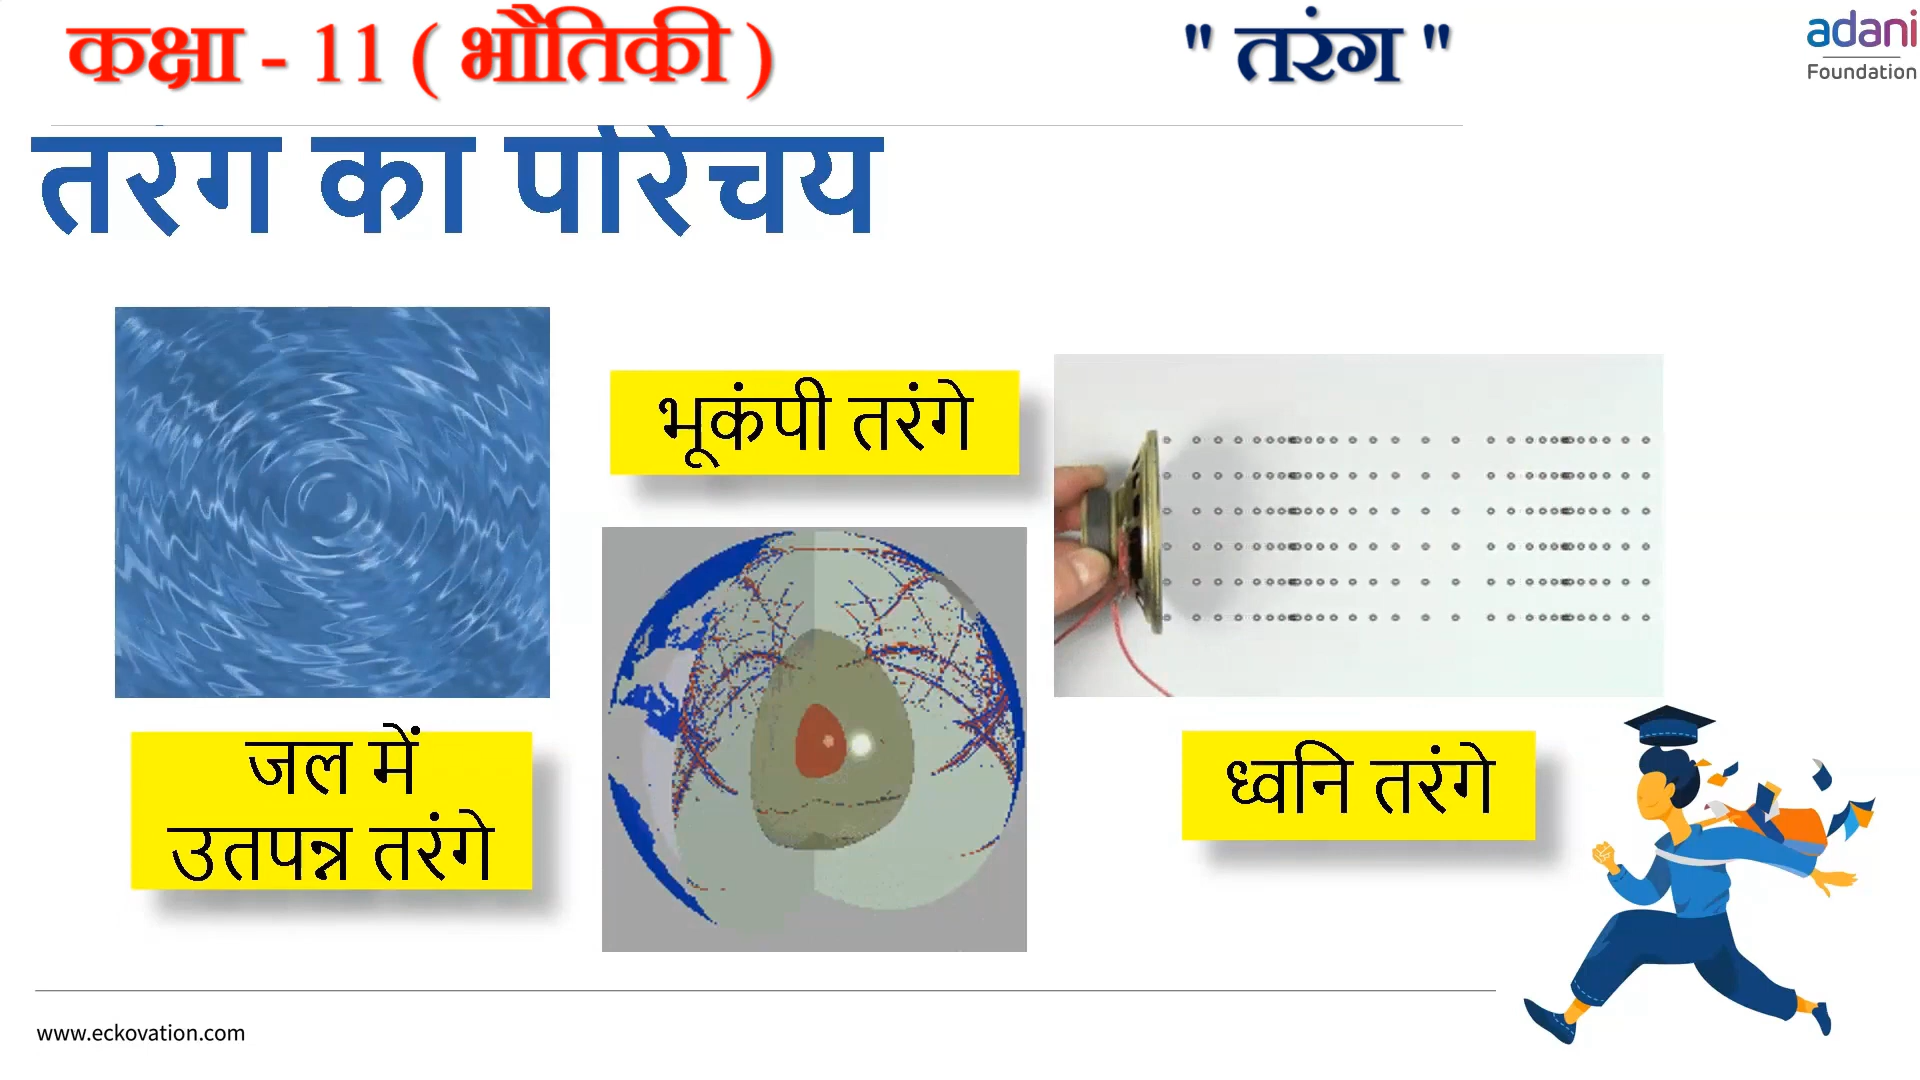 कक्षा - 11 ( भौतिकी )
" तरंग "
adani
Foundation
तरंग का परिचय
भूकंपी तरंगे
जल में
उतपन्न तरंगे
ध्वनि तरंगे
www.eckovation.com